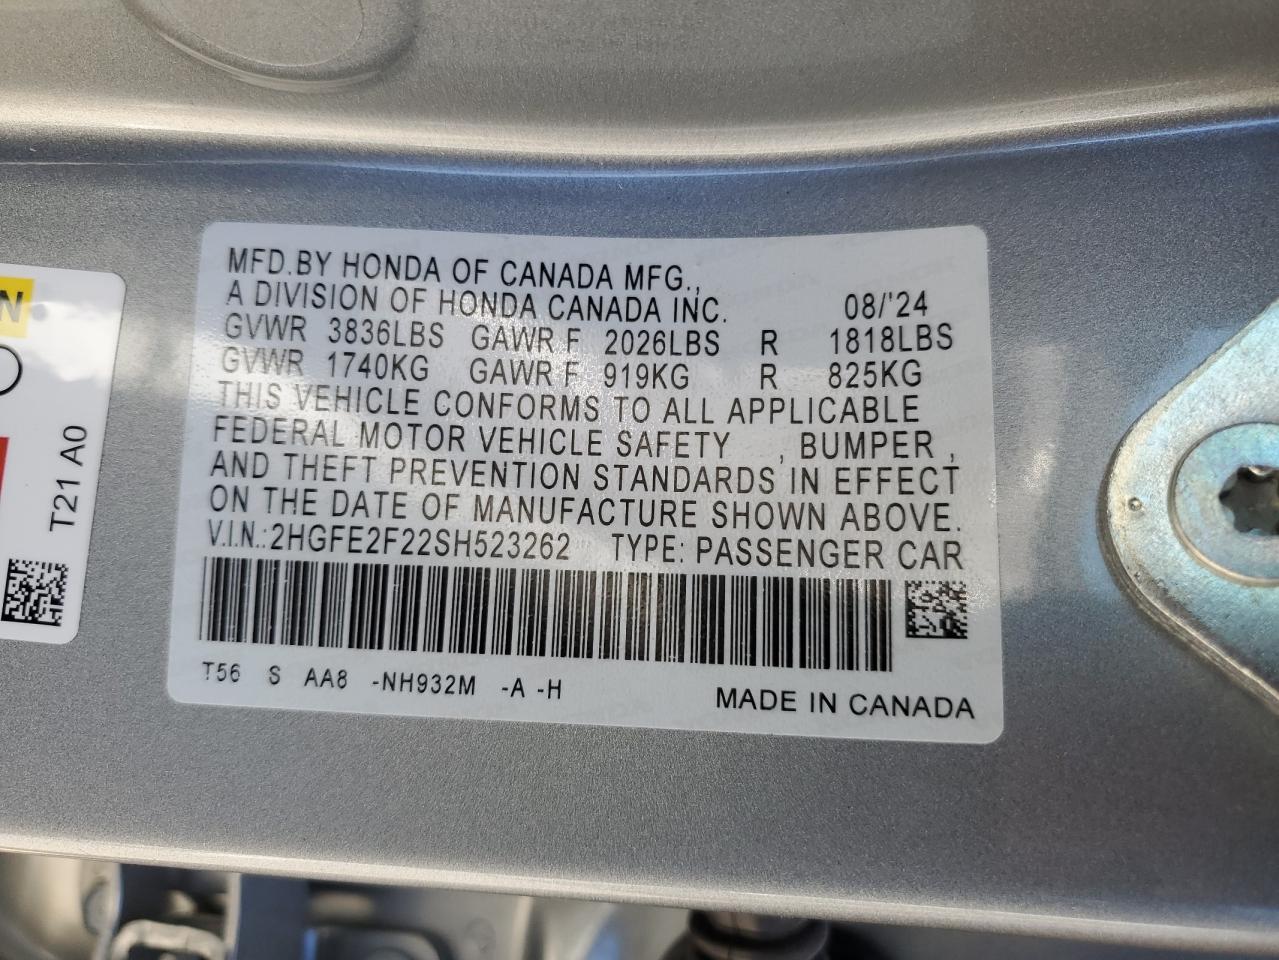 MFD.BY HONDA OF CANADA MFG.,
A DIVISION OF HONDA CANADA INC. 08/'24
GVWR 3836LBS GAWR F 2026LBS R 1818LBS
GVWR 1740KG GAWR F 919KG R 825KG
THIS VEHICLE CONFORMS TO ALL APPLICABLE
FEDERAL MOTOR VEHICLE SAFETY , BUMPER ,
AND THEFT PREVENTION STANDARDS IN EFFECT
ON THE DATE OF MANUFACTURE SHOWN ABOVE.
V.I.N.:2HGFE2F22SH523262 TYPE: PASSENGER CAR
T56 S AA8 -NH932M -A -H
MADE IN CANADA
N
T21 A0